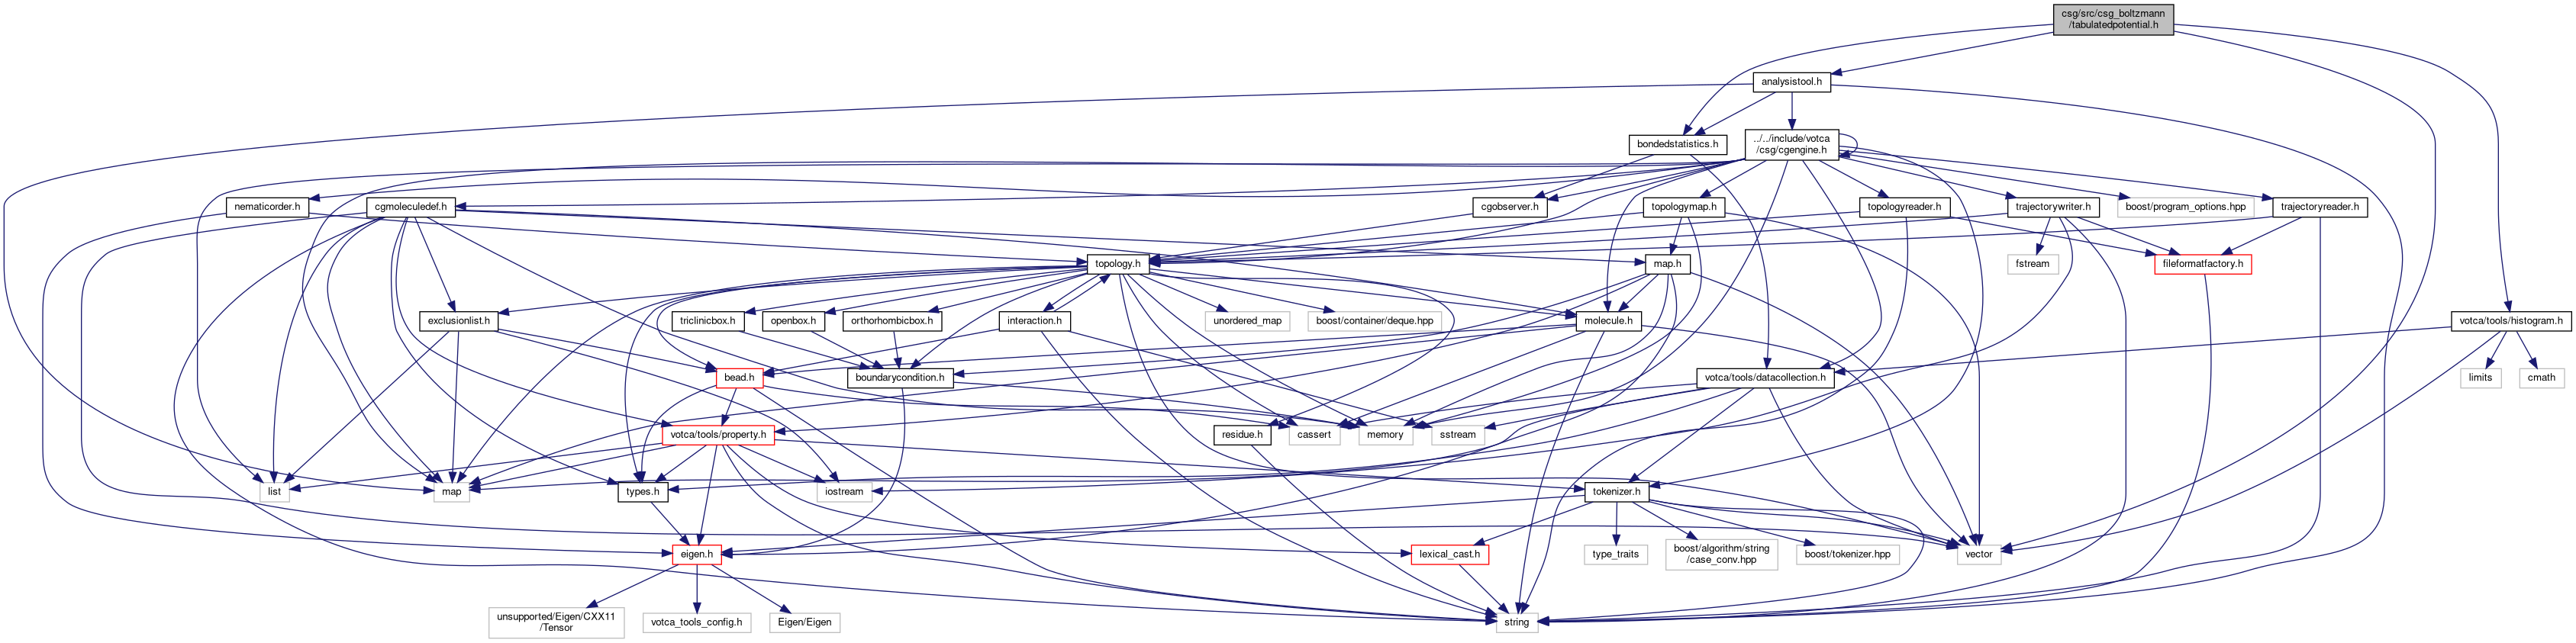 csg/src/csg_boltzmann
/tabulatedpotential.h
analysistool.h
bondedstatistics.h
../../include/votca
/csg/cgengine.h
nematicorder.h
cgmoleculedef.h
cgobserver.h
topologymap.h
topologyreader.h
trajectorywriter.h
boost/program_options.hpp
trajectoryreader.h
topology.h
map.h
fstream
fileformatfactory.h
exclusionlist.h
triclinicbox.h
openbox.h
orthorhombicbox.h
interaction.h
unordered_map
boost/container/deque.hpp
molecule.h
votca/tools/histogram.h
bead.h
boundarycondition.h
votca/tools/datacollection.h
limits
cmath
votca/tools/property.h
residue.h
cassert
memory
sstream
list
map
types.h
iostream
tokenizer.h
eigen.h
lexical_cast.h
type_traits
boost/algorithm/string
/case_conv.hpp
boost/tokenizer.hpp
vector
unsupported/Eigen/CXX11
/Tensor
votca_tools_config.h
Eigen/Eigen
string